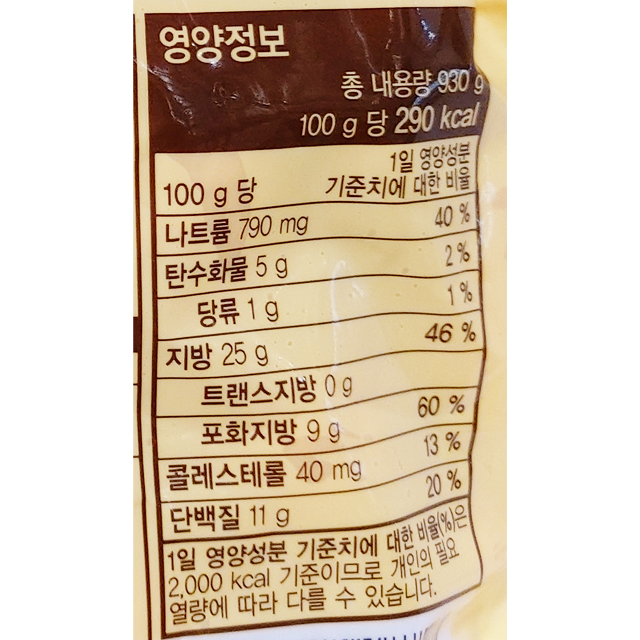 영양정보
총 내용량 930 g
100 g 당 290 kcal
100 g 당 1일 영양성분 기준치에 대한 비율
나트륨 790 mg 40 %
탄수화물 5 g 2 %
당류 1 g 1 %
지방 25 g 46 %
트랜스지방 0 g
포화지방 9 g 60 %
콜레스테롤 40 mg 13 %
단백질 11 g 20 %
1일 영양성분 기준치에 대한 비율(%)은
2,000 kcal 기준이므로 개인의 필요
열량에 따라 다를 수 있습니다.